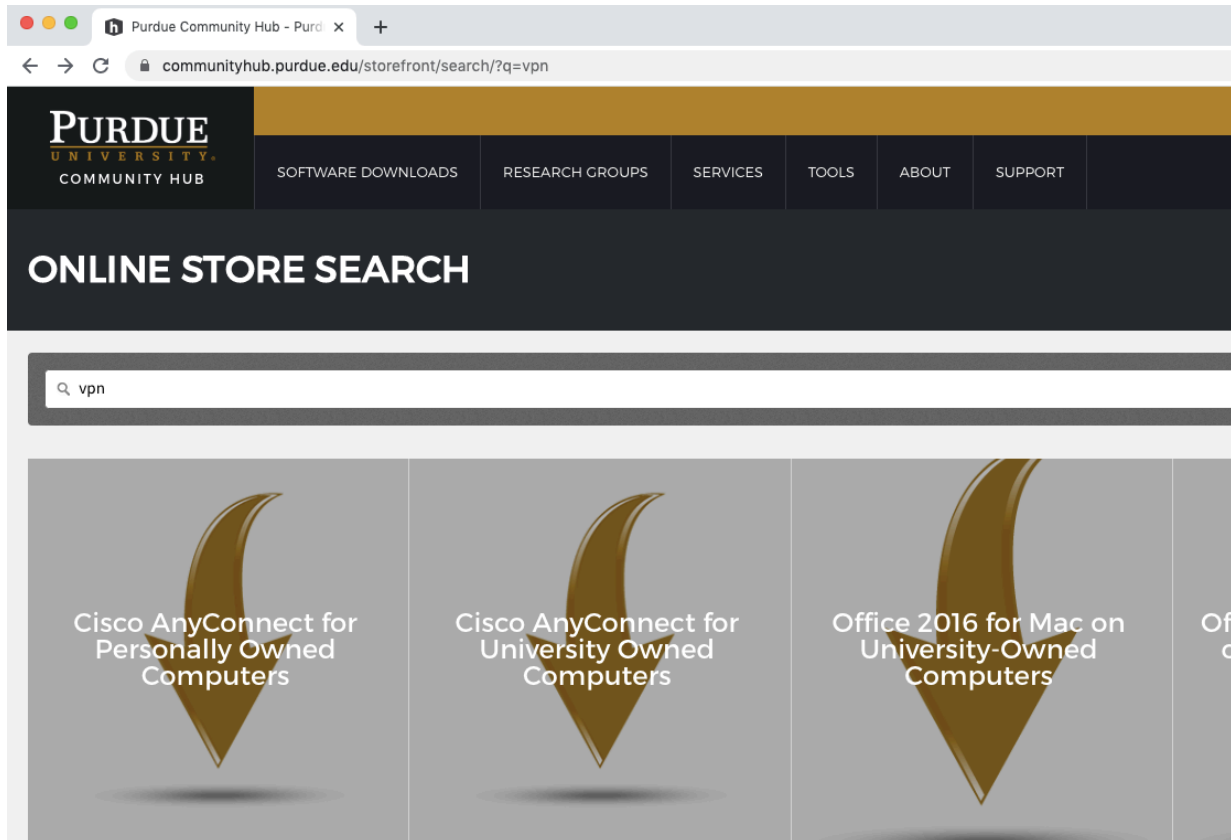 Purdue Community Hub - Purd
communityhub.purdue.edu/storefront/search/?q=vpn
PURDUE
UNIVERSITY®
COMMUNITY HUB
SOFTWARE DOWNLOADS
RESEARCH GROUPS
SERVICES
TOOLS
ABOUT
SUPPORT
ONLINE STORE SEARCH
vpn
Cisco AnyConnect for
Personally Owned
Computers
Cisco AnyConnect for
University Owned
Computers
Office 2016 for Mac on
University-Owned
Computers